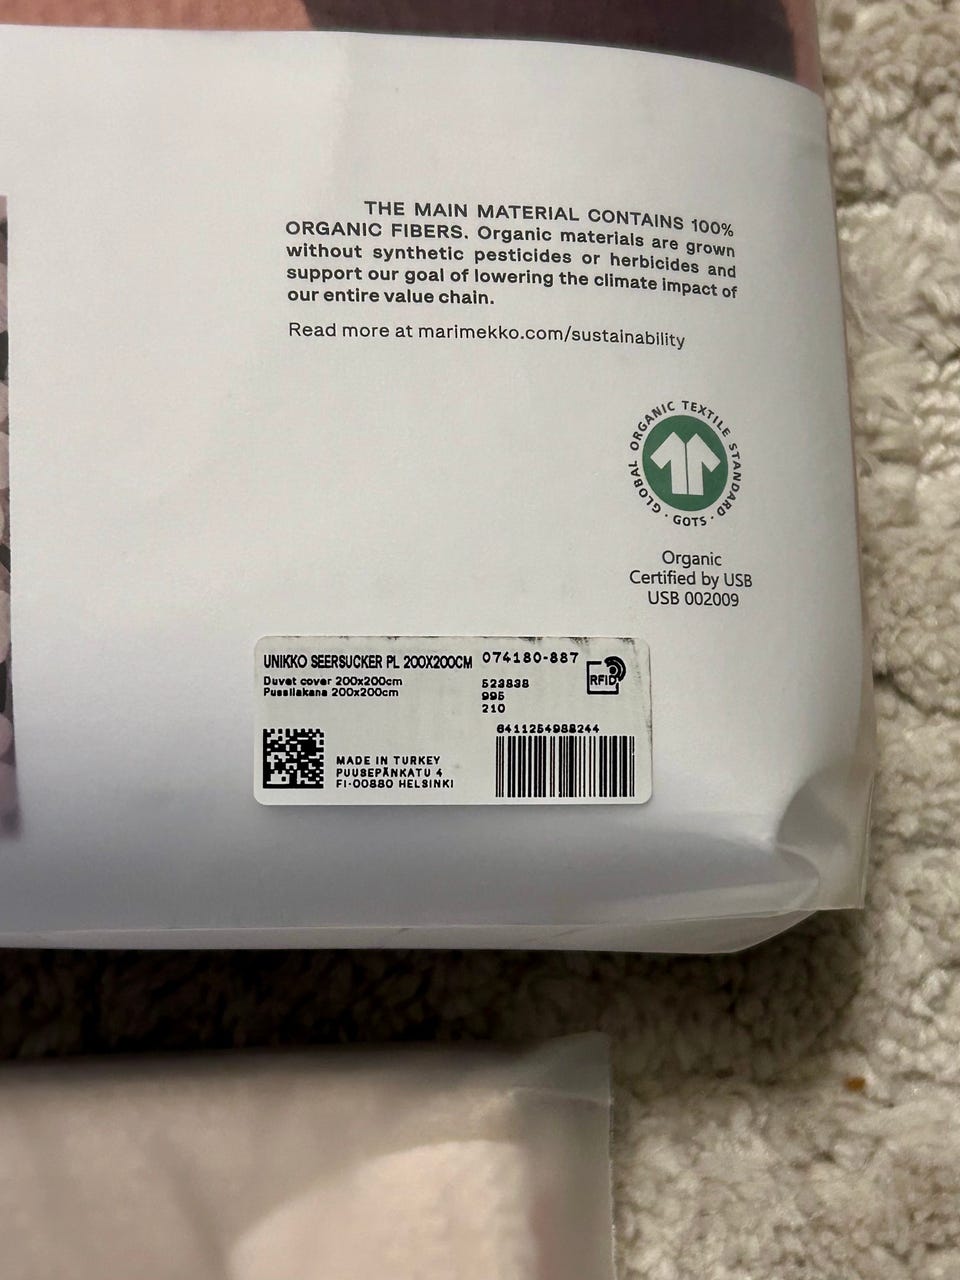 THE MAIN MATERIAL CONTAINS 100%
ORGANIC FIBERS. Organic materials are grown
without synthetic pesticides or herbicides and
support our goal of lowering the climate impact of
our entire value chain.
Read more at marimekko.com/sustainability
GLOBAL ORGANIC TEXTILE STANDARD · GOTS ·
Organic
Certified by USB
USB 002009
UNIKKO SEERSUCKER PL 200X200CM 074180-887
Duvet cover 200x200cm 523838
Pussilakana 200x200cm 995
210
RFID
6411254988244
MADE IN TURKEY
PUUSEPÄNKATU 4
FI-00880 HELSINKI